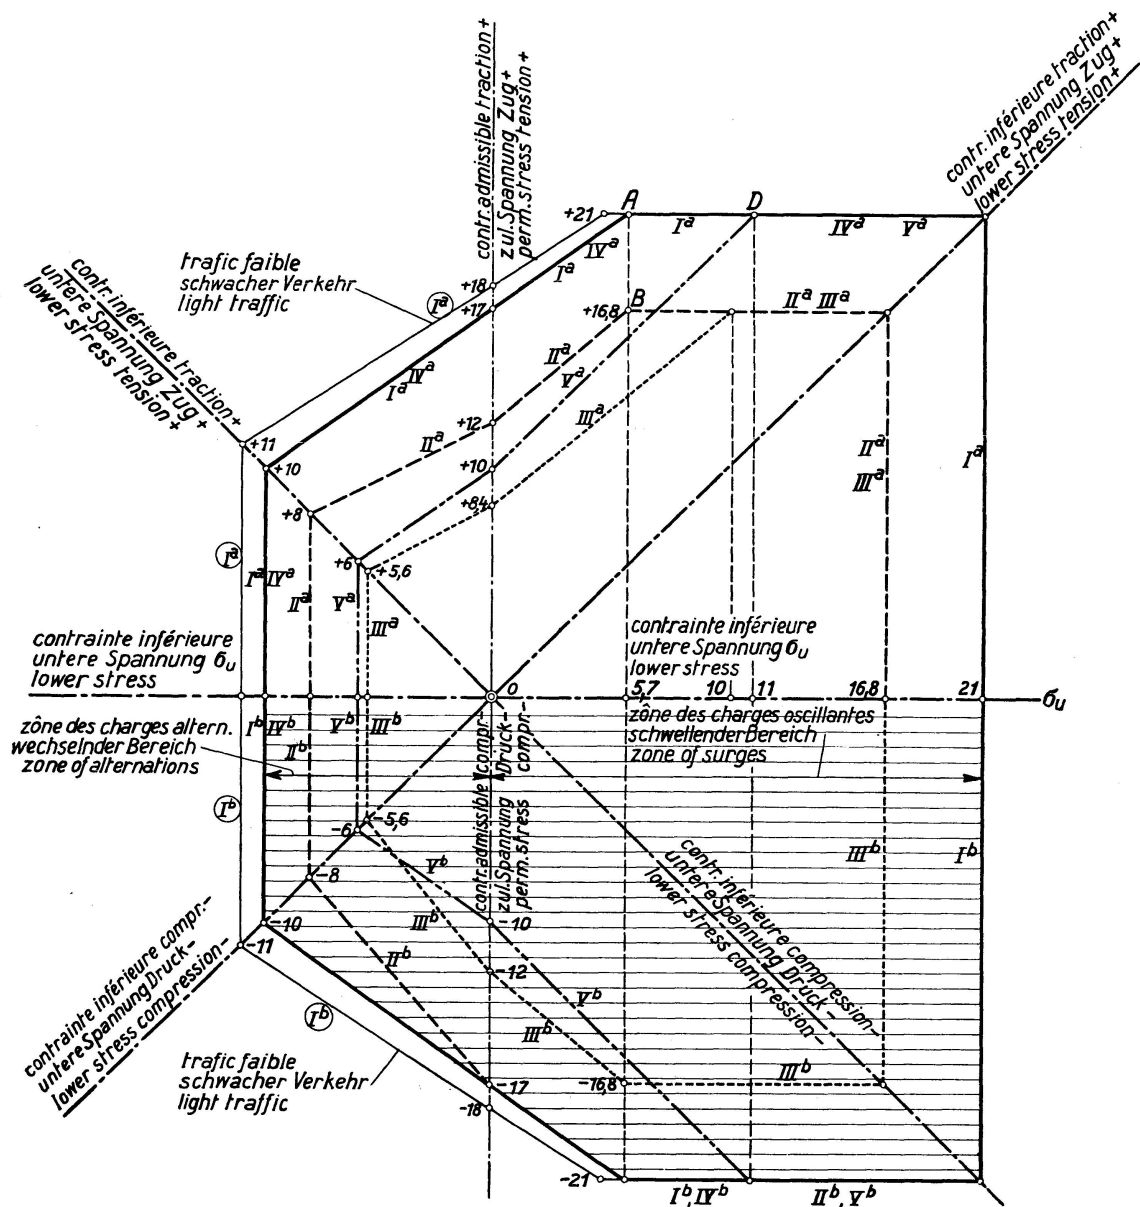 contr. admissible traction+
zul. Spannung Zug+
perm. stress tension+
contr. inférieure traction+
untere Spannung Zug+
lower stress tension+
contr. inférieure traction+
untere Spannung Zug+
lower stress tension+
trafic faible
schwacher Verkehr
light traffic
+21
A
D
Iᵃ
IVᵃ
Vᵃ
IVᵃ
Iᵃ
+18
Iᵃ
+17
+16,8
B
IIᵃ IIIᵃ
IIᵃ
Vᵃ
IVᵃ
Iᵃ
IIIᵃ
+12
IIᵃ
+11
+10
+10
IIᵃ
IIIᵃ
Iᵃ
+8
+8,4
+6
+5,6
Iᵃ
Iᵃ IVᵃ
IIᵃ
Vᵃ
IIIᵃ
contrainte inférieure
untere Spannung σu
lower stress
contrainte inférieure
untere Spannung σu
lower stress
0
5,7
10
11
16,8
21
σu
zône des charges altern.
wechselnder Bereich
zone of alternations
Iᵇ IVᵇ
IIᵇ
Vᵇ
IIIᵇ
zône des charges oscillantes
schwellender Bereich
zone of surges
contr. admissible compr.-
zul. Spannung Druck-
perm. stress compr.-
Iᵇ
-5,6
-6
Vᵇ
IIIᵇ
Iᵇ
-8
-10
-10
-11
IIIᵇ
IIᵇ
-12
Vᵇ
contr. inférieure compression-
untere Spannung Druck-
lower stress compression-
contrainte inférieure compr.-
untere Spannung Druck-
lower stress compression-
Iᵇ
IIIᵇ
trafic faible
schwacher Verkehr
light traffic
-17
-16,8
IIIᵇ
-18
-21
Iᵇ, IVᵇ
IIᵇ, Vᵇ